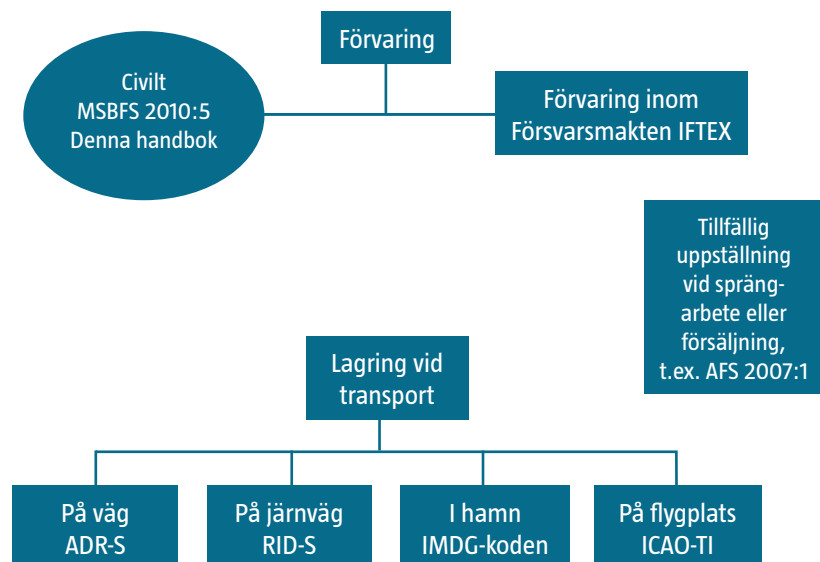 Förvaring
Civilt
MSBFS 2010:5
Denna handbok
Förvaring inom
Försvarsmakten IFTEX
Tillfällig
uppställning
vid spräng-
arbete eller
försäljning,
t.ex. AFS 2007:1
Lagring vid
transport
På väg
ADR-S
På järnväg
RID-S
I hamn
IMDG-koden
På flygplats
ICAO-TI